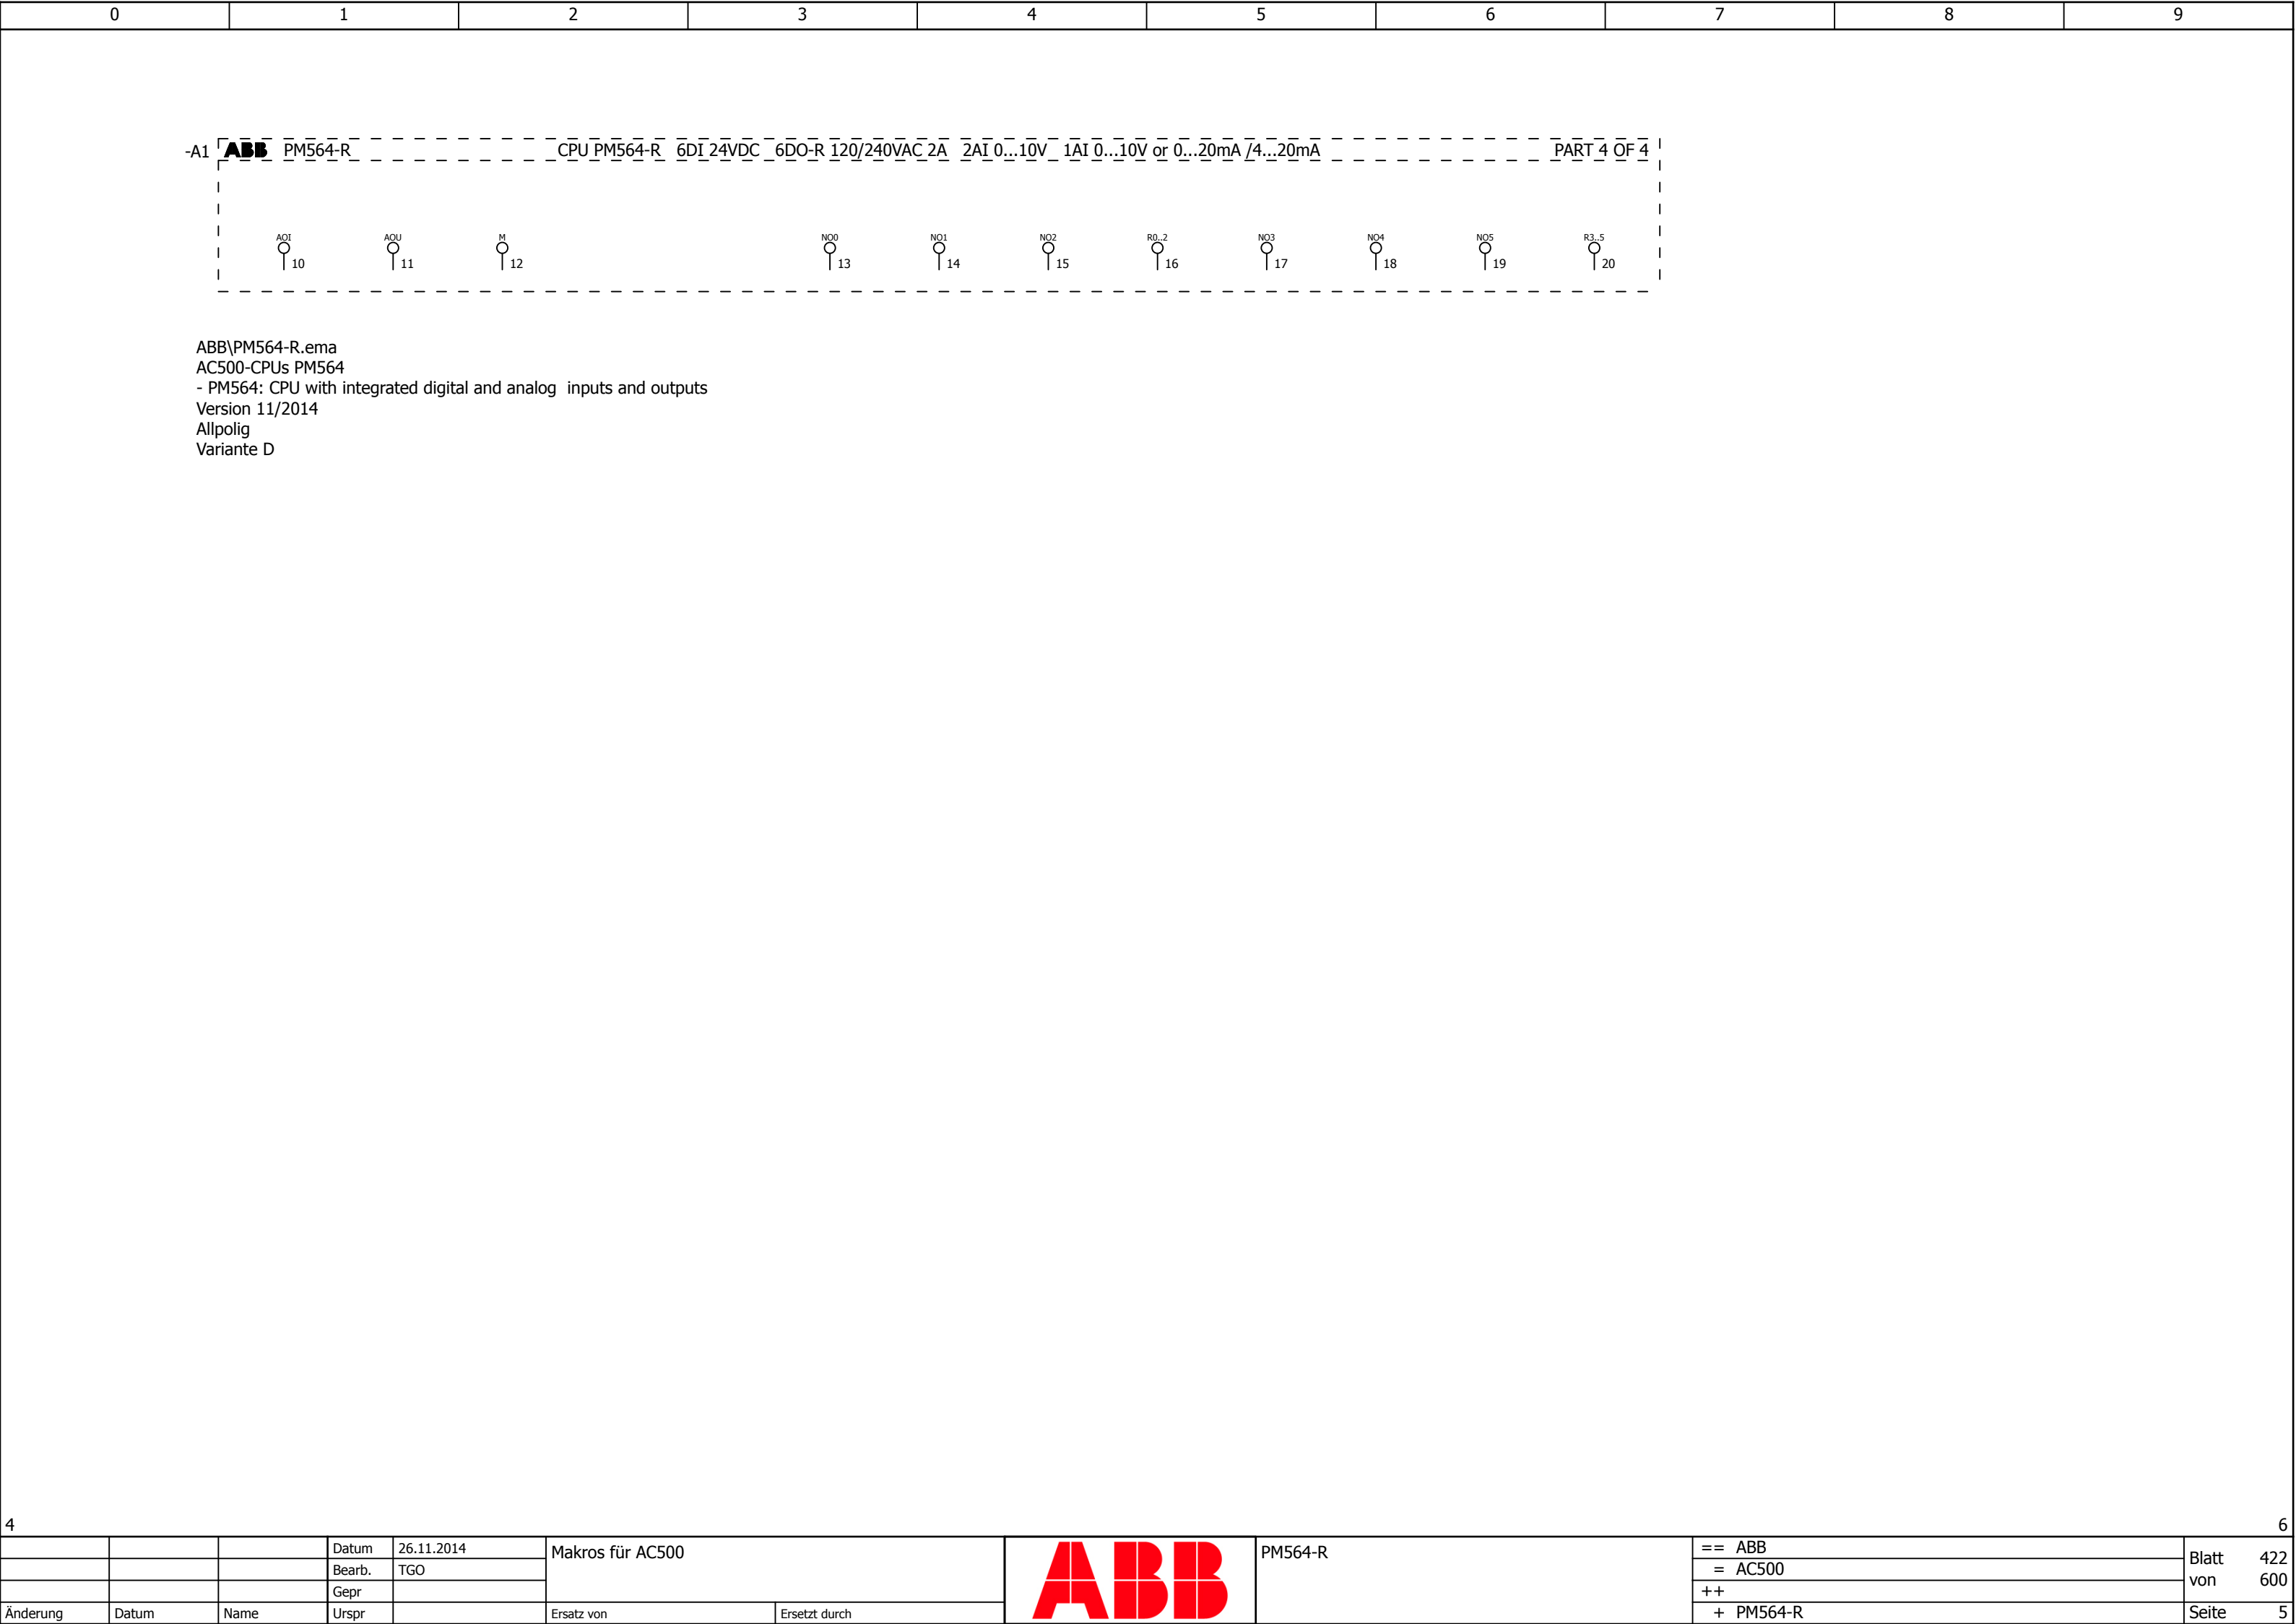 0 1 2 3 4 5 6 7 8 9
-A1 ABB PM564-R CPU PM564-R 6DI 24VDC 6DO-R 120/240VAC 2A 2AI 0...10V 1AI 0...10V or 0...20mA /4...20mA PART 4 OF 4
AOI AOU M NO0 NO1 NO2 R0..2 NO3 NO4 NO5 R3..5
10 11 12 13 14 15 16 17 18 19 20
ABB\PM564-R.ema
AC500-CPUs PM564
- PM564: CPU with integrated digital and analog inputs and outputs
Version 11/2014
Allpolig
Variante D
4 6
Datum 26.11.2014 Makros für AC500 ABB PM564-R == ABB Blatt 422
Bearb. TGO = AC500
Gepr ++ von 600
Änderung Datum Name Urspr Ersatz von Ersetzt durch + PM564-R Seite 5